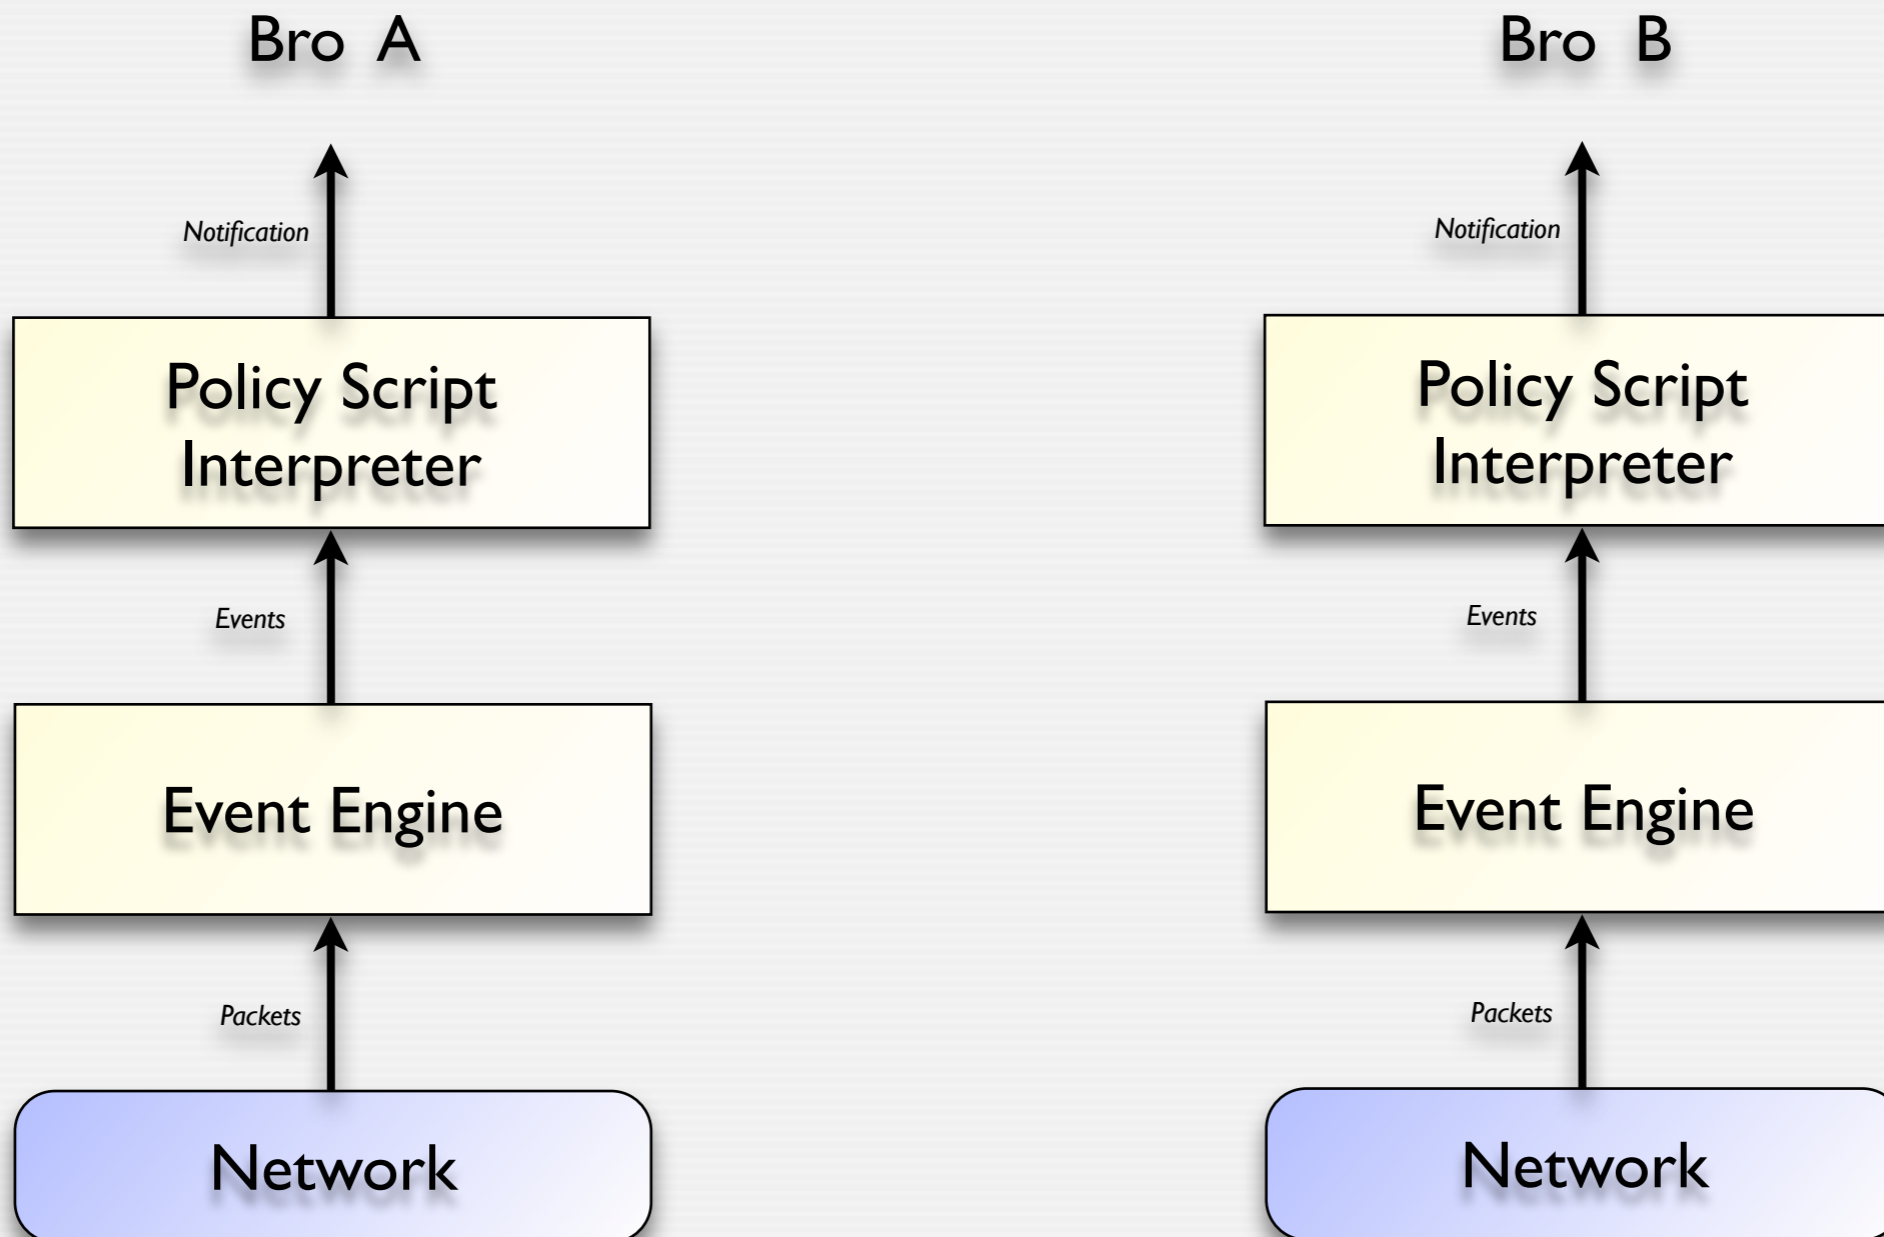 Bro A
Notification
Policy Script
Interpreter
Events
Event Engine
Packets
Network
Bro B
Notification
Policy Script
Interpreter
Events
Event Engine
Packets
Network